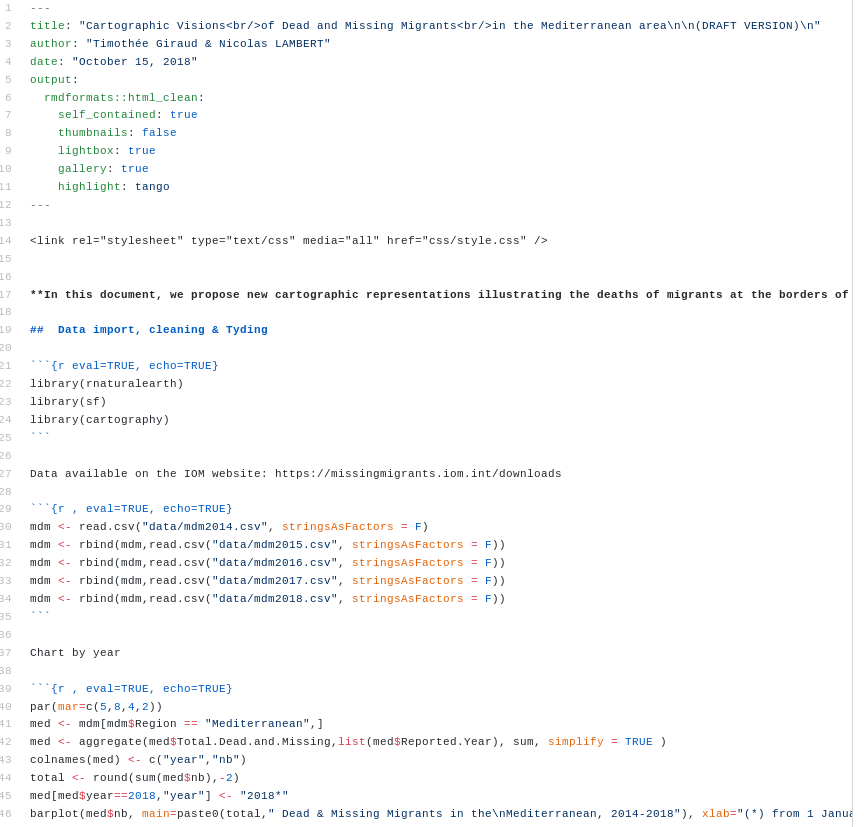 1 ---
2 title: "Cartographic Visions<br/>of Dead and Missing Migrants<br/>in the Mediterranean area\n\n(DRAFT VERSION)\n"
3 author: "Timothée Giraud & Nicolas LAMBERT"
4 date: "October 15, 2018"
5 output:
6   rmdformats::html_clean:
7     self_contained: true
8     thumbnails: false
9     lightbox: true
10     gallery: true
11     highlight: tango
12 ---
13
14 <link rel="stylesheet" type="text/css" media="all" href="css/style.css" />
15
16
17 **In this document, we propose new cartographic representations illustrating the deaths of migrants at the borders of
18
19 ##  Data import, cleaning & Tyding
20
21 ```{r eval=TRUE, echo=TRUE}
22 library(rnaturalearth)
23 library(sf)
24 library(cartography)
25 ```
26
27 Data available on the IOM website: https://missingmigrants.iom.int/downloads
28
29 ```{r , eval=TRUE, echo=TRUE}
30 mdm <- read.csv("data/mdm2014.csv", stringsAsFactors = F)
31 mdm <- rbind(mdm,read.csv("data/mdm2015.csv", stringsAsFactors = F))
32 mdm <- rbind(mdm,read.csv("data/mdm2016.csv", stringsAsFactors = F))
33 mdm <- rbind(mdm,read.csv("data/mdm2017.csv", stringsAsFactors = F))
34 mdm <- rbind(mdm,read.csv("data/mdm2018.csv", stringsAsFactors = F))
35 ```
36
37 Chart by year
38
39 ```{r , eval=TRUE, echo=TRUE}
40 par(mar=c(5,8,4,2))
41 med <- mdm[mdm$Region == "Mediterranean",]
42 med <- aggregate(med$Total.Dead.and.Missing,list(med$Reported.Year), sum, simplify = TRUE )
43 colnames(med) <- c("year","nb")
44 total <- round(sum(med$nb),-2)
45 med[med$year==2018,"year"] <- "2018*"
46 barplot(med$nb, main=paste0(total," Dead & Missing Migrants in the\nMediterranean, 2014-2018"), xlab="(*) from 1